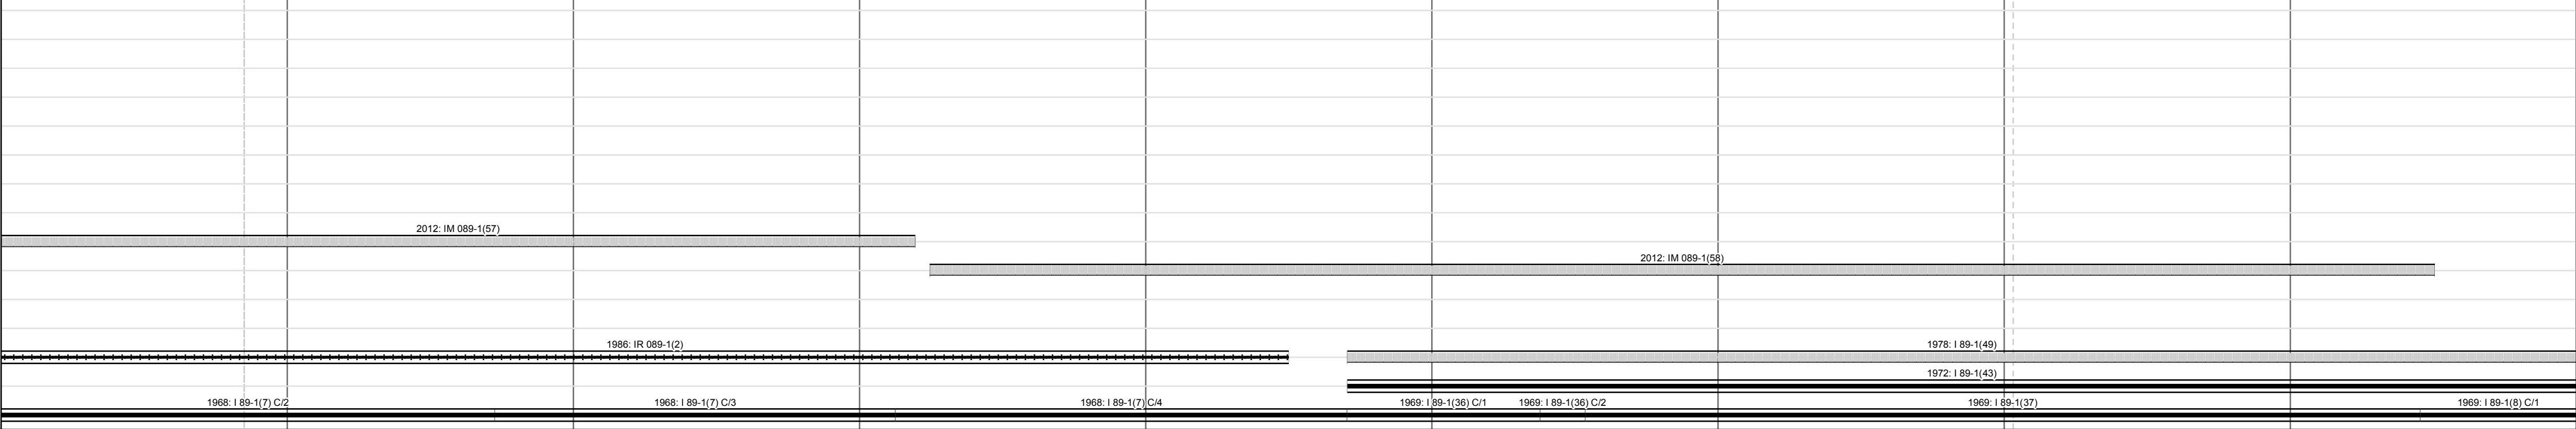 2012: IM 089-1(57)
2012: IM 089-1(58)
1986: IR 089-1(2) 1978: I 89-1(49)
1972: I 89-1(43)
1968: I 89-1(7) C/2 1968: I 89-1(7) C/3 1968: I 89-1(7) C/4 1969: I 89-1(36) C/1 1969: I 89-1(36) C/2 1969: I 89-1(37) 1969: I 89-1(8) C/1